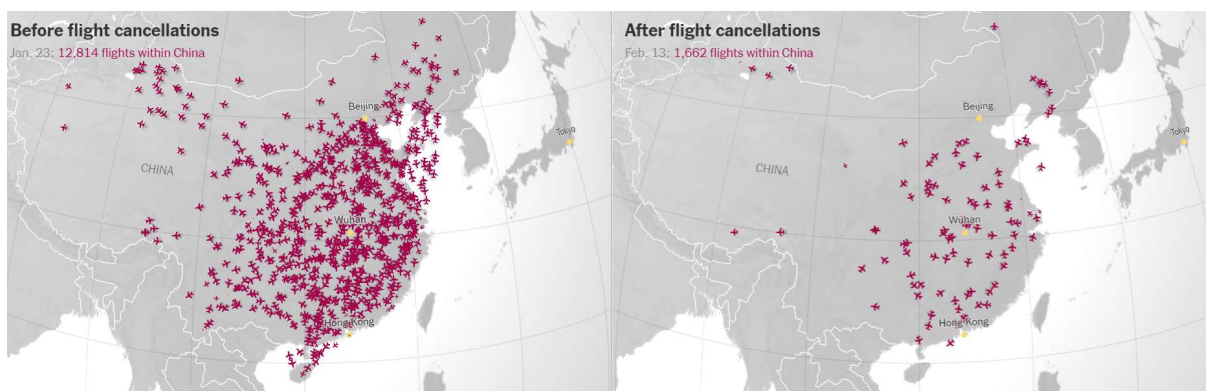 Before flight cancellations
Jan. 23: 12,814 flights within China
Beijing
Tokyo
CHINA
Wuhan
Hong Kong
After flight cancellations
Feb. 13: 1,662 flights within China
Beijing
Tokyo
CHINA
Wuhan
Hong Kong